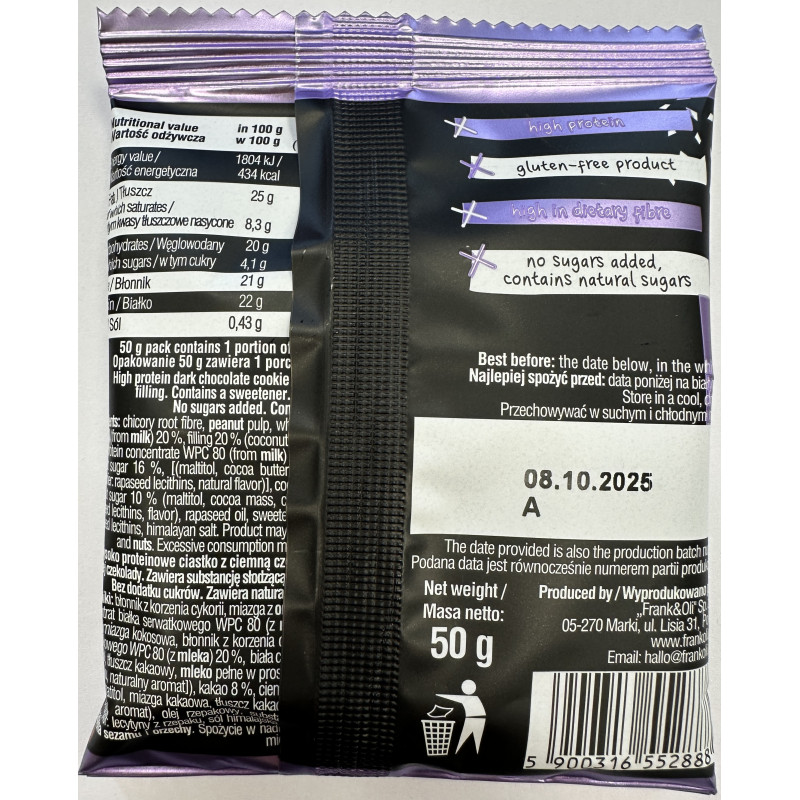 Nutritional value
Wartość odżywcza
in 100 g
w 100 g
value /
energetyczna
1804 kJ /
434 kcal
/ Tłuszcz
25 g
which saturates /
kwasy tłuszczowe nasycone
8,3 g
/ Węglowodany
20 g
sugars / w tym cukry
4,1 g
/ Błonnik
21 g
/ Białko
22 g
Sól
0,43 g
50 g pack contains 1 portion of
Opakowanie 50 g zawiera 1
High protein dark chocolate cookie
filling. Contains a sweetener.
No sugars added.
chicory root fibre, peanut pulp,
(from milk) 20 %, filling 20 % (coconut
concentrate WPC 80 (from milk)
sugar 16 %, [(maltitol, cocoa butter
rapeseed lecithins, natural flavor)],
sugar 10 % (maltitol, cocoa mass,
lecithins, flavor), rapeseed oil,
lecithins, himalayan salt. Product may
and nuts. Excessive consumption
proteinowe ciastko z ciemną
czekolady. Zawiera substancję słodzącą
Bez dodatku cukrów. Zawiera
błonnik z korzenia cykorii, miazga z
białka serwatkowego WPC 80 (z
miazga kokosowa, błonnik z korzenia
WPC 80 (z mleka) 20%, biała
tłuszcz kakaowy, mleko pełne w
naturalny aromat]), kakao 8 %,
miazga kakaowa, tłuszcz
aromat), olej rzepakowy,
lecytyny z rzepaku, sól
sezamu i orzechy. Spożycie w
high protein
gluten-free product
high in dietary fibre
no sugars added,
contains natural sugars
Best before: the date below, in the
Najlepiej spożyć przed: data poniżej na
Store in a cool,
Przechowywać w suchym i chłodnym
08.10.2025
A
The date provided is also the production batch
Podana data jest równocześnie numerem partii
Net weight /
Masa netto:
50 g
Produced by / Wyprodukowano
„Frank&Oli" Sp.
05-270 Marki, ul. Lisia 31,
Email:
5 900316 552888